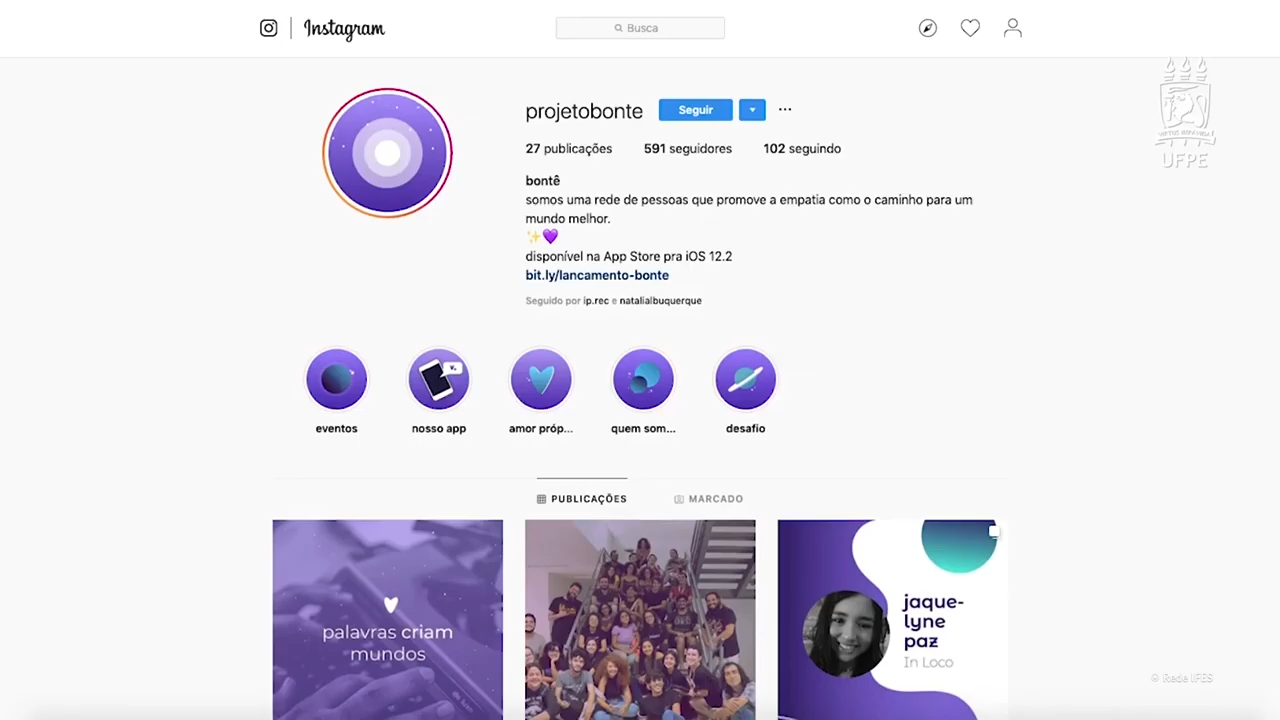 Instagram
Busca
projetobonte
Seguir
27 publicações 591 seguidores 102 seguindo
bontê
somos uma rede de pessoas que promove a empatia como o caminho para um
mundo melhor.
✨💜
disponível na App Store pra iOS 12.2
bit.ly/lancamento-bonte
Seguido por ip.rec e natalialbuquerque
eventos
nosso app
amor próp...
quem som...
desafio
PUBLICAÇÕES
MARCADO
palavras criam
mundos
jaque-
lyne
paz
In Loco
UFPE
© Rede IFES